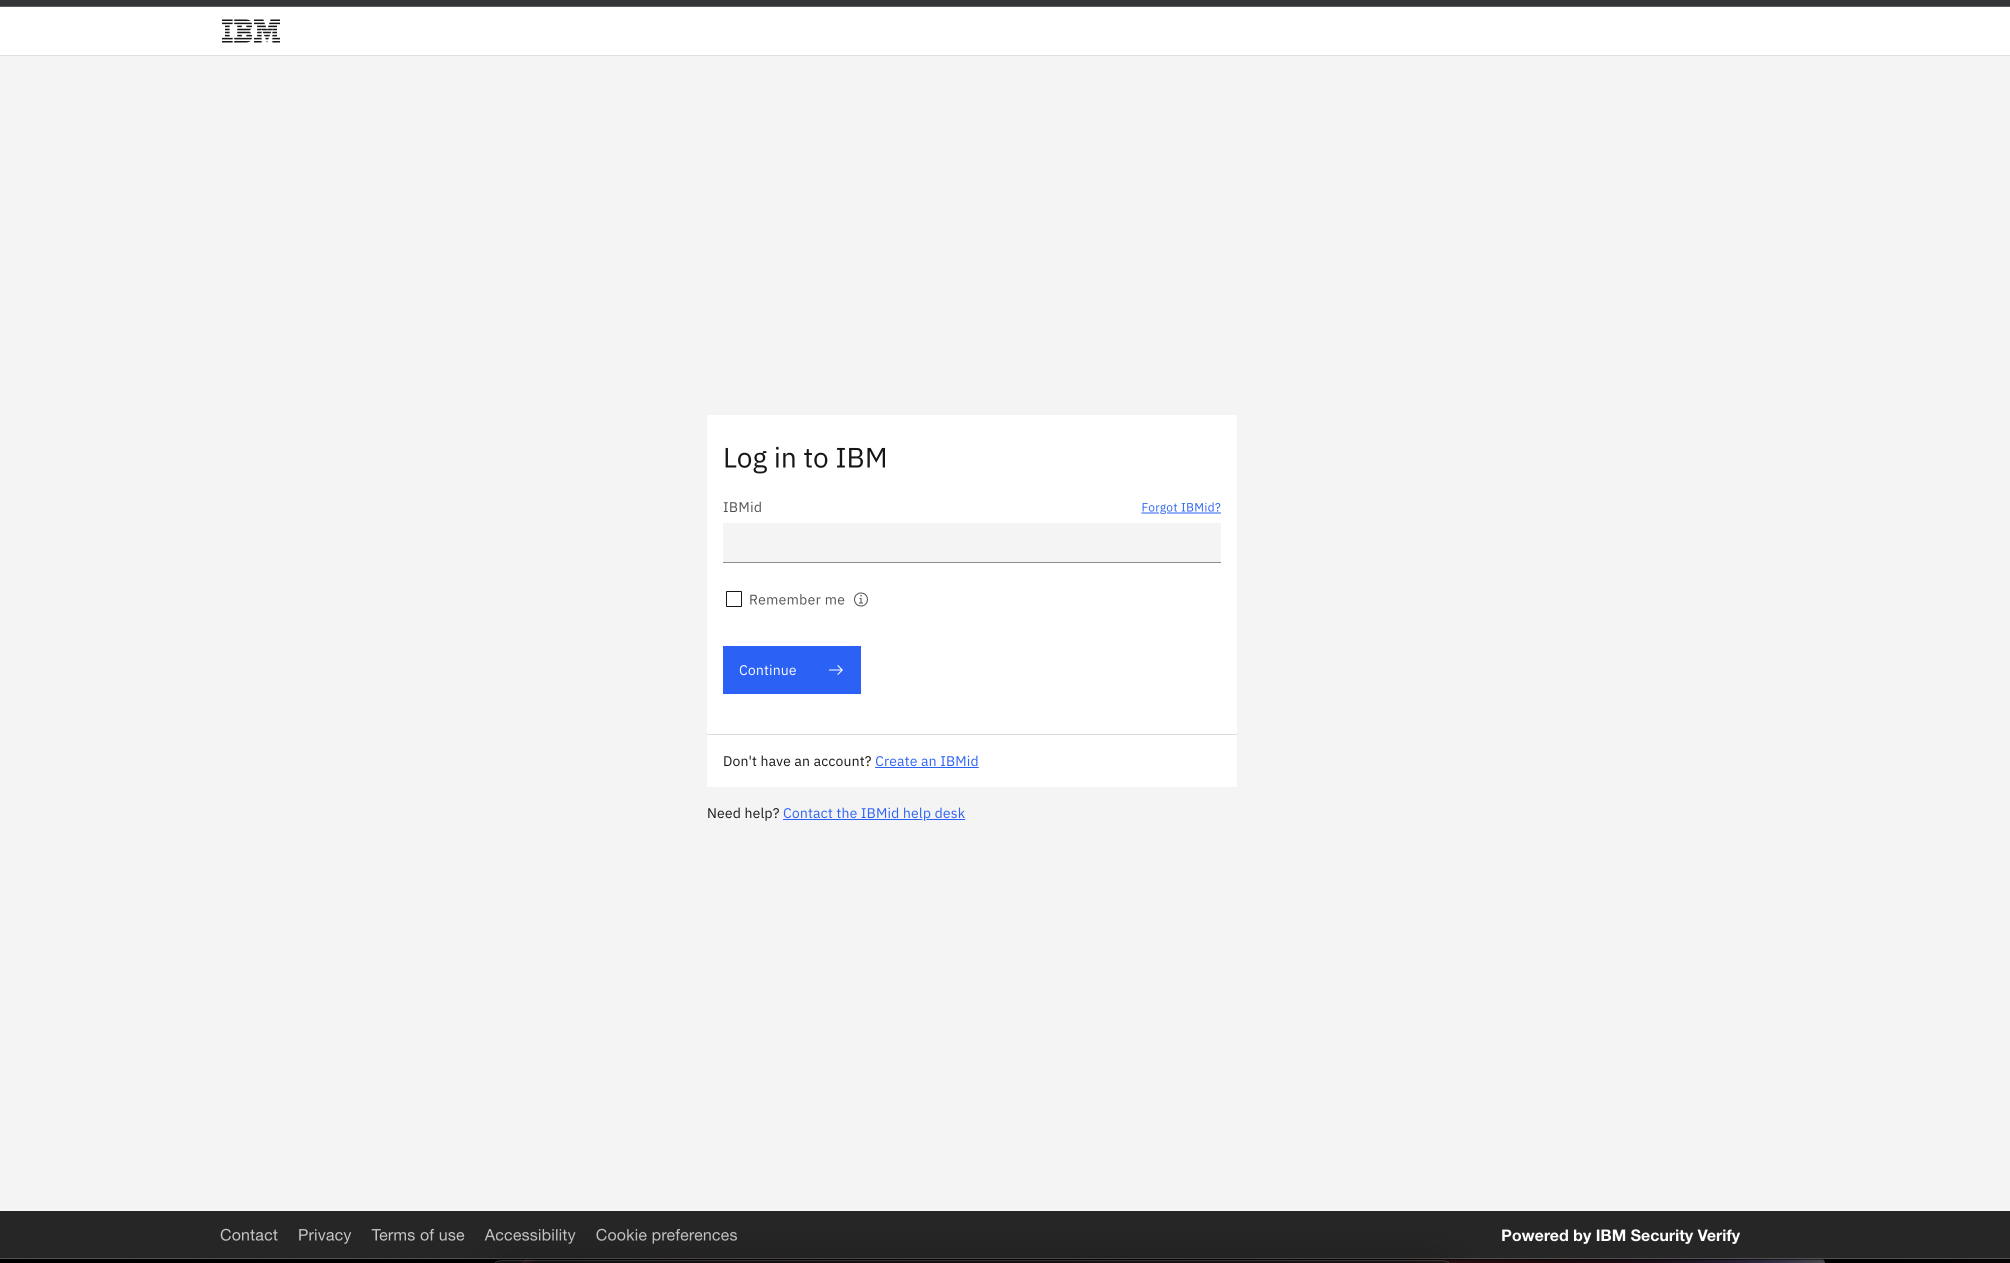 IBM
Log in to IBM
IBMid
Forgot IBMid?
Remember me
Continue
Don't have an account? Create an IBMid
Need help? Contact the IBMid help desk
Contact Privacy Terms of use Accessibility Cookie preferences
Powered by IBM Security Verify